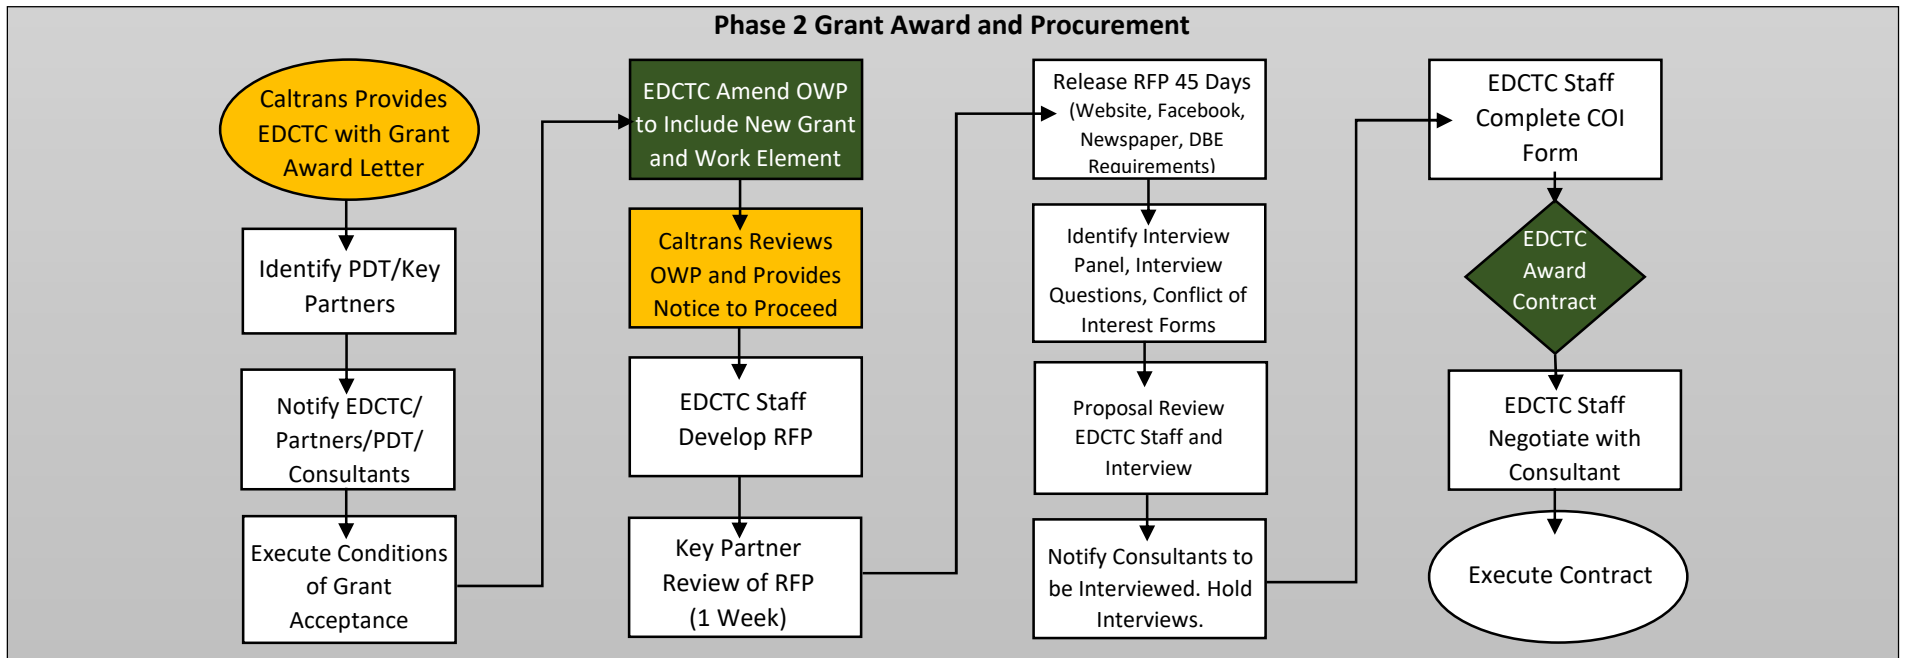 Phase 2 Grant Award and Procurement
Caltrans Provides
EDCTC with Grant
Award Letter
Identify PDT/Key
Partners
Notify EDCTC/
Partners/PDT/
Consultants
Execute Conditions
of Grant
Acceptance
EDCTC Amend OWP
to Include New Grant
and Work Element
Caltrans Reviews
OWP and Provides
Notice to Proceed
EDCTC Staff
Develop RFP
Key Partner
Review of RFP
(1 Week)
Release RFP 45 Days
(Website, Facebook,
Newspaper, DBE
Requirements)
Identify Interview
Panel, Interview
Questions, Conflict of
Interest Forms
Proposal Review
EDCTC Staff and
Interview
Notify Consultants to
be Interviewed. Hold
Interviews.
EDCTC Staff
Complete COI
Form
EDCTC
Award
Contract
EDCTC Staff
Negotiate with
Consultant
Execute Contract